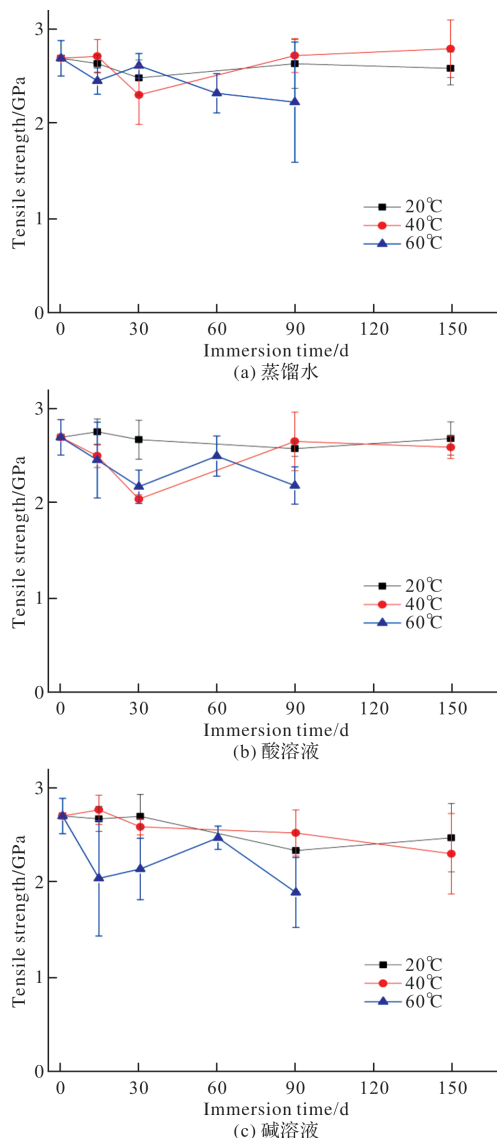 3
2
1
0
Tensile strength/GPa
20℃
40℃
60℃
0 30 60 90 120 150
Immersion time/d
(a) 蒸馏水
3
2
1
0
Tensile strength/GPa
20℃
40℃
60℃
0 30 60 90 120 150
Immersion time/d
(b) 酸溶液
3
2
1
0
Tensile strength/GPa
20℃
40℃
60℃
0 30 60 90 120 150
Immersion time/d
(c) 碱溶液